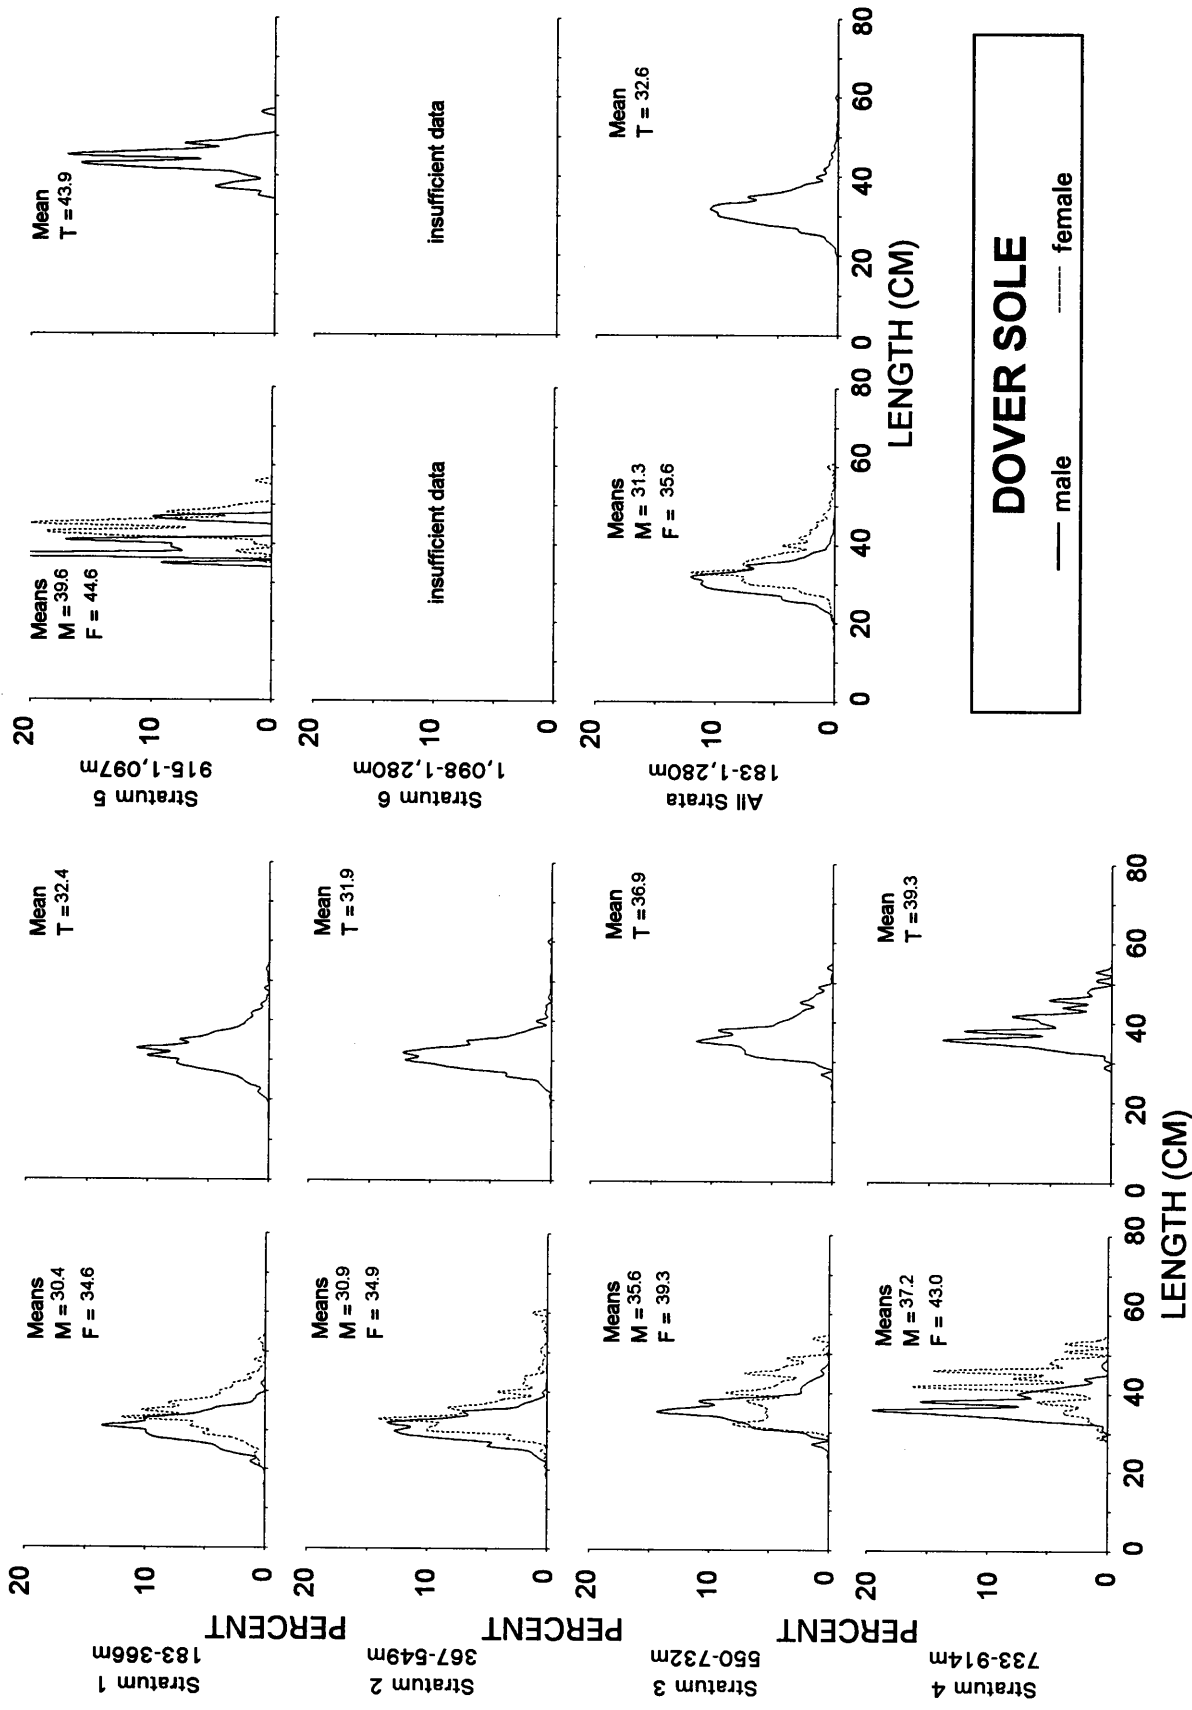 Stratum 1
183-366m
PERCENT
20
10
0
Means
M = 30.4
F = 34.6
Mean
T = 32.4
Stratum 2
367-549m
PERCENT
20
10
0
Means
M = 30.9
F = 34.9
Mean
T = 31.9
Stratum 3
550-732m
PERCENT
20
10
0
Means
M = 35.6
F = 39.3
Mean
T = 36.9
Stratum 4
733-914m
PERCENT
20
10
0
Means
M = 37.2
F = 43.0
Mean
T = 39.3
0 20 40 60 80
0 20 40 60 80
LENGTH (CM)
Stratum 5
915-1,097m
20
10
0
Means
M = 39.6
F = 44.6
Mean
T = 43.9
Stratum 6
1,098-1,280m
20
10
0
insufficient data
insufficient data
All Strata
183-1,280m
20
10
0
Means
M = 31.3
F = 35.6
Mean
T = 32.6
0 20 40 60 80
0 20 40 60 80
LENGTH (CM)
DOVER SOLE
male female